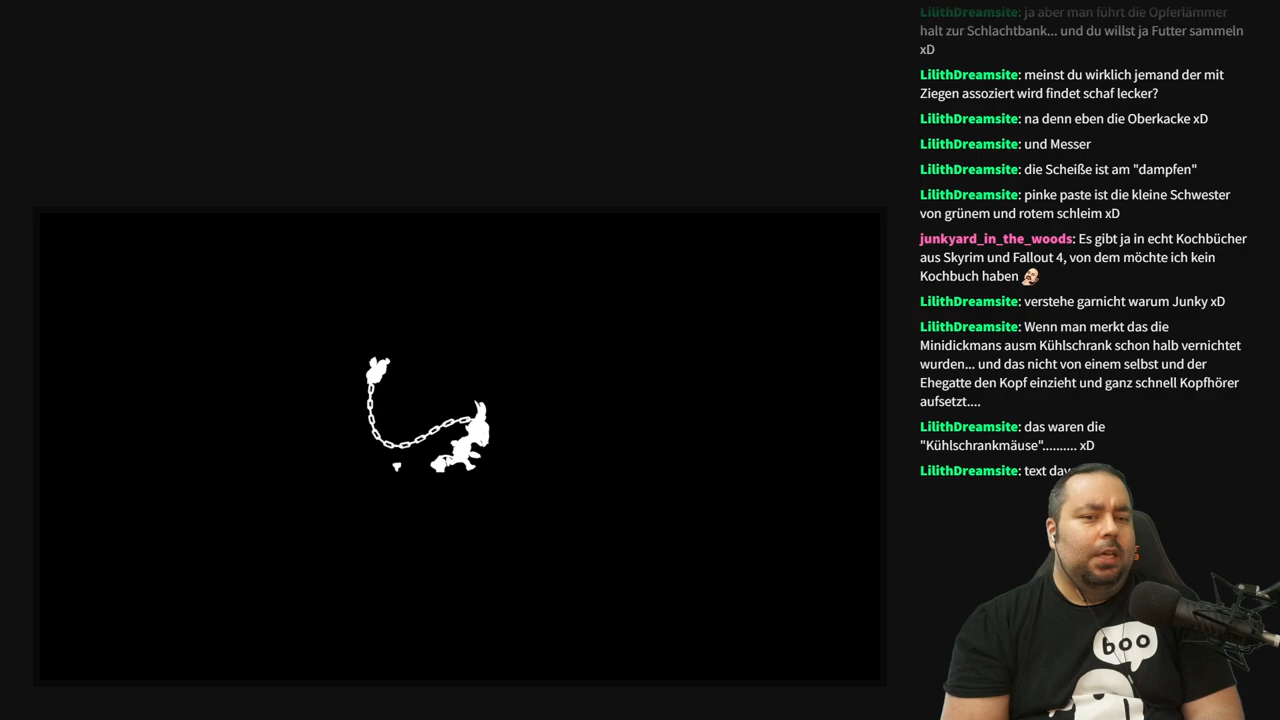 LilithDreamsite: ja aber man führt die Opferlämmer
halt zur Schlachtbank... und du willst ja Futter sammeln
xD
LilithDreamsite: meinst du wirklich jemand der mit
Ziegen assoziert wird findet schaf lecker?
LilithDreamsite: na denn eben die Oberkacke xD
LilithDreamsite: und Messer
LilithDreamsite: die Scheiße ist am "dampfen"
LilithDreamsite: pinke paste ist die kleine Schwester
von grünem und rotem schleim xD
junkyard_in_the_woods: Es gibt ja in echt Kochbücher
aus Skyrim und Fallout 4, von dem möchte ich kein
Kochbuch haben
LilithDreamsite: verstehe garnicht warum Junky xD
LilithDreamsite: Wenn man merkt das die
Minidickmans ausm Kühlschrank schon halb vernichtet
wurden... und das nicht von einem selbst und der
Ehegatte den Kopf einzieht und ganz schnell Kopfhörer
aufsetzt....
LilithDreamsite: das waren die
"Kühlschrankmäuse".......... xD
LilithDreamsite: text
boo